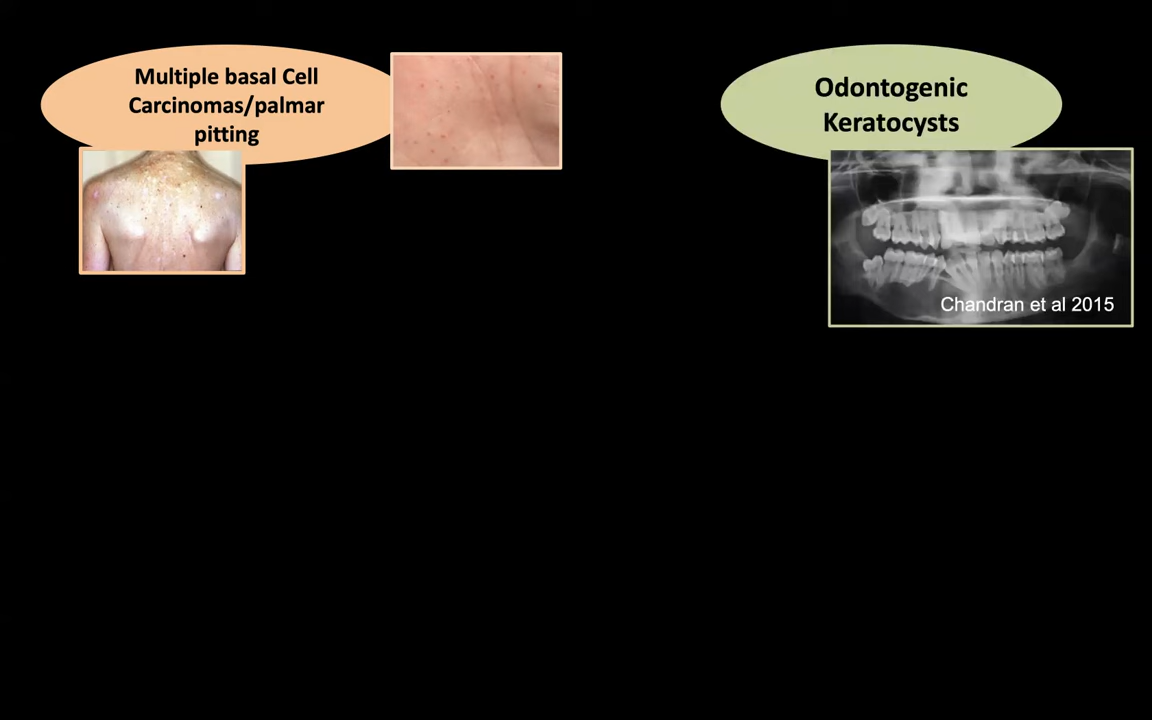 Multiple basal Cell
Carcinomas/palmar
pitting
Odontogenic
Keratocysts
Chandran et al 2015